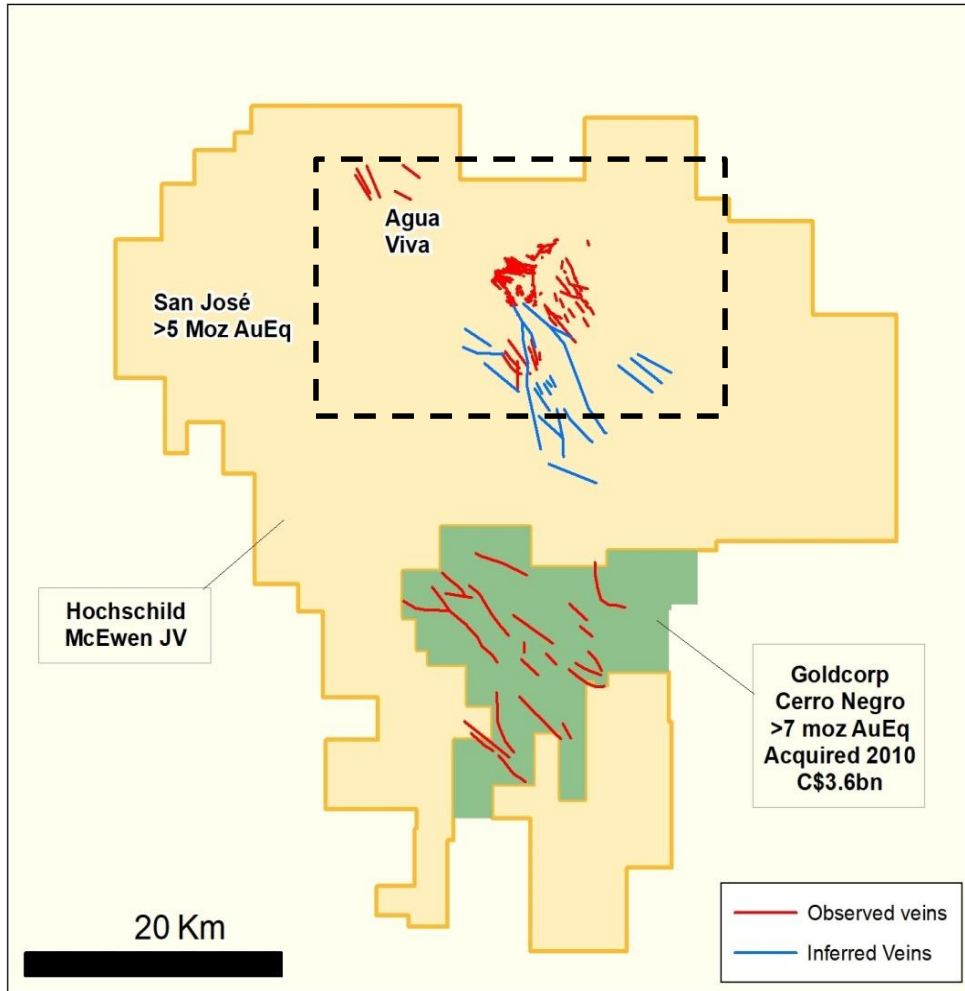 Agua
Viva
San José
>5 Moz AuEq
Hochschild
McEwen JV
Goldcorp
Cerro Negro
>7 moz AuEq
Acquired 2010
C$3.6bn
20 Km
Observed veins
Inferred Veins